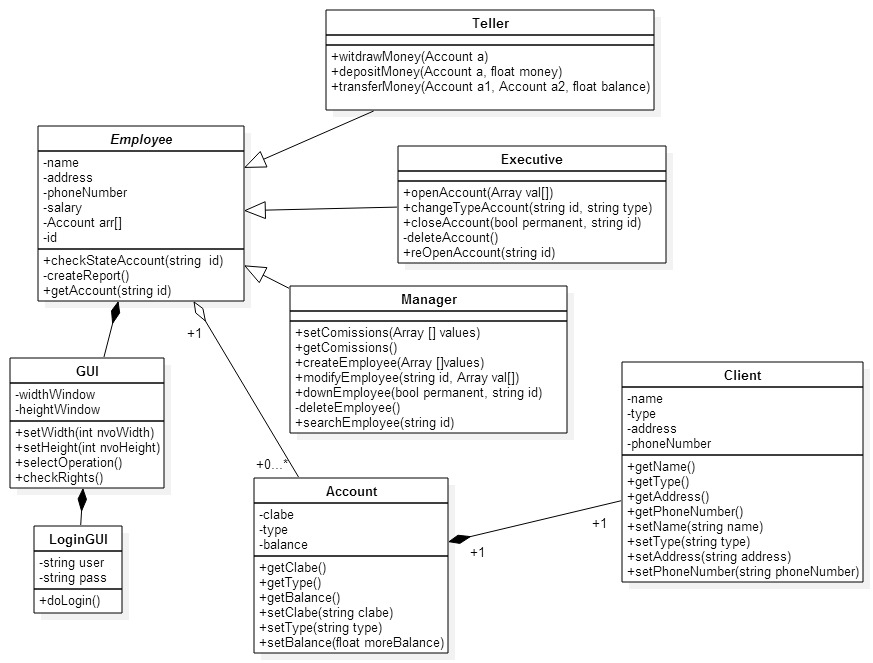 Teller
+witdrawMoney(Account a)
+depositMoney(Account a, float money)
+transferMoney(Account a1, Account a2, float balance)
Employee
-name
-address
-phoneNumber
-salary
-Account arr[]
-id
+checkStateAccount(string id)
-createReport()
+getAccount(string id)
Executive
+openAccount(Array val[])
+changeTypeAccount(string id, string type)
+closeAccount(bool permanent, string id)
-deleteAccount()
+reOpenAccount(string id)
Manager
+setComissions(Array [] values)
+getComissions()
+createEmployee(Array []values)
+modifyEmployee(string id, Array val[])
+downEmployee(bool permanent, string id)
-deleteEmployee()
+searchEmployee(string id)
+1
+0...*
GUI
-widthWindow
-heightWindow
+setWidth(int nvoWidth)
+setHeight(int nvoHeight)
+selectOperation()
+checkRights()
LoginGUI
-string user
-string pass
+doLogin()
Account
-clabe
-type
-balance
+getClabe()
+getType()
+getBalance()
+setClabe(string clabe)
+setType(string type)
+setBalance(float moreBalance)
+1
+1
Client
-name
-type
-address
-phoneNumber
+getName()
+getType()
+getAddress()
+getPhoneNumber()
+setName(string name)
+setType(string type)
+setAddress(string address)
+setPhoneNumber(string phoneNumber)